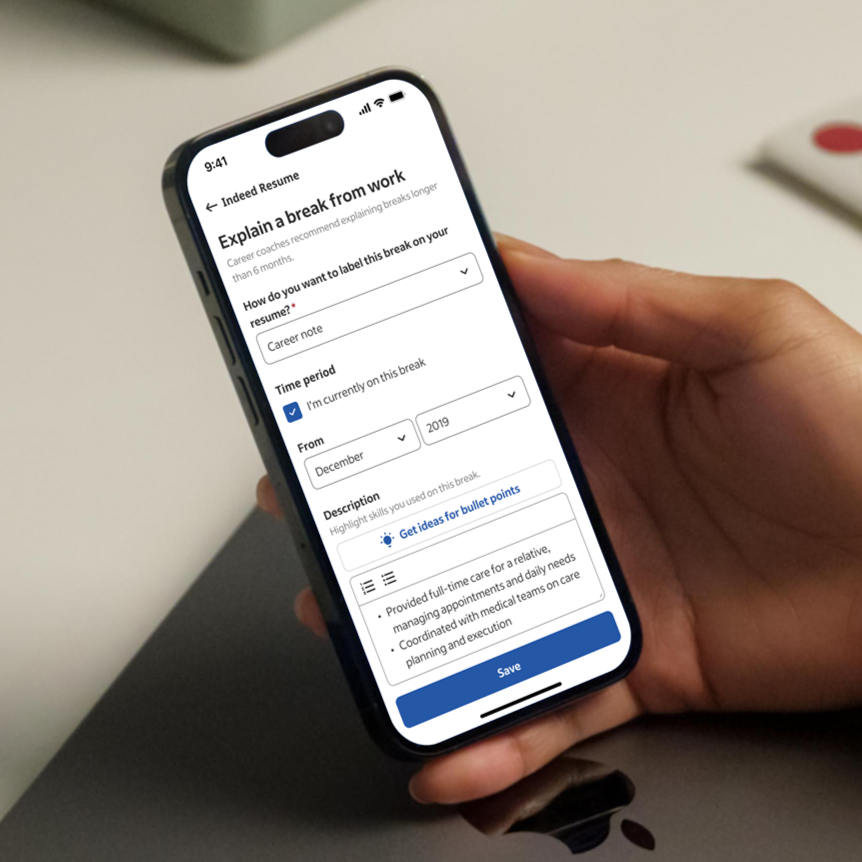 9:41
← Indeed Resume
Explain a break from work
Career coaches recommend explaining breaks longer
than 6 months.
How do you want to label this break on your
resume?*
Career note
Time period
I'm currently on this break
From
December
2019
Description
Highlight skills you used on this break.
Get ideas for bullet points
• Provided full-time care for a relative,
managing appointments and daily needs
• Coordinated with medical teams on care
planning and execution
Save